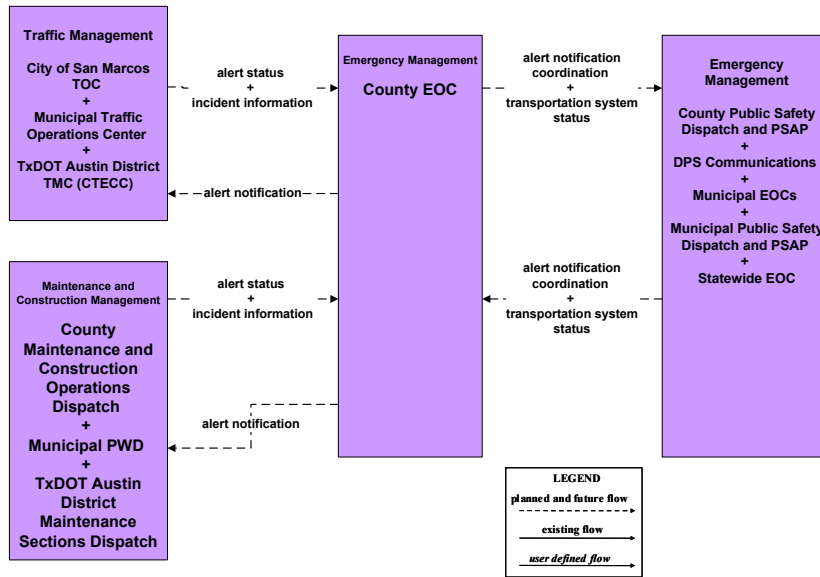 Traffic Management
City of San Marcos
TOC
+
Municipal Traffic
Operations Center
+
TxDOT Austin District
TMC (CTECC)
alert status
+
incident information
alert notification
Emergency Management
County EOC
alert notification
coordination
+
transportation system
status
Emergency
Management
County Public Safety
Dispatch and PSAP
+
DPS Communications
+
Municipal EOCs
+
Municipal Public Safety
Dispatch and PSAP
+
Statewide EOC
Maintenance and
Construction Management
County
Maintenance and
Construction
Operations
Dispatch
+
Municipal PWD
+
TxDOT Austin
District
Maintenance
Sections Dispatch
alert status
+
incident information
alert notification
alert notification
coordination
+
transportation system
status
LEGEND
planned and future flow
existing flow
user defined flow